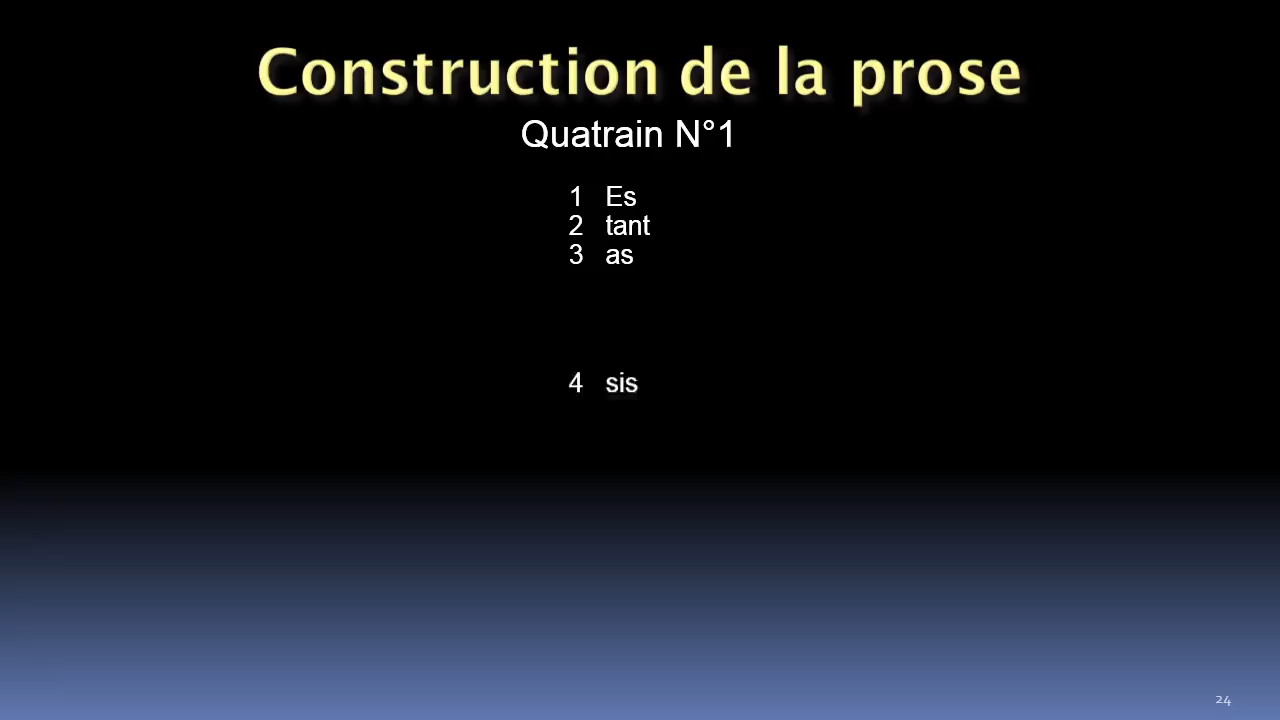 Construction de la prose
Quatrain N°1
1 Es
2 tant
3 as
4 sis
24